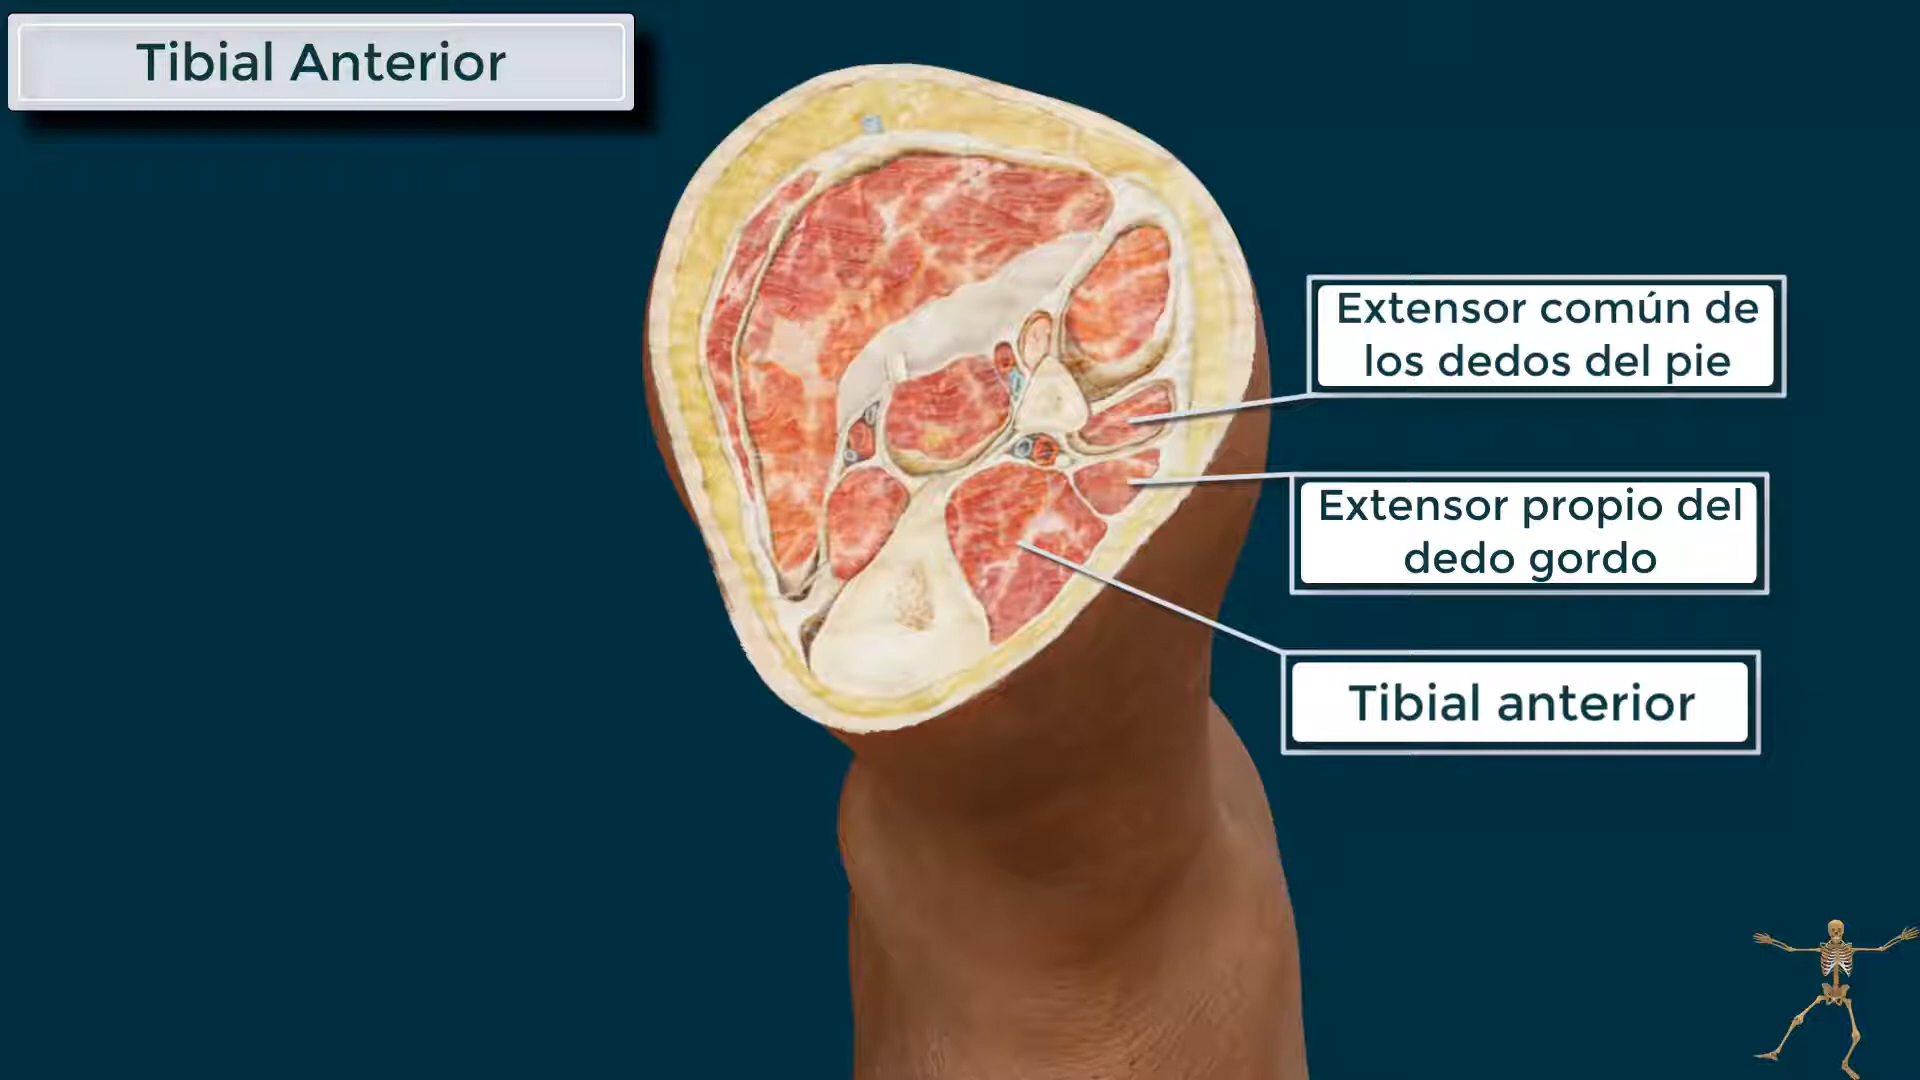 Tibial Anterior
Extensor común de
los dedos del pie
Extensor propio del
dedo gordo
Tibial anterior